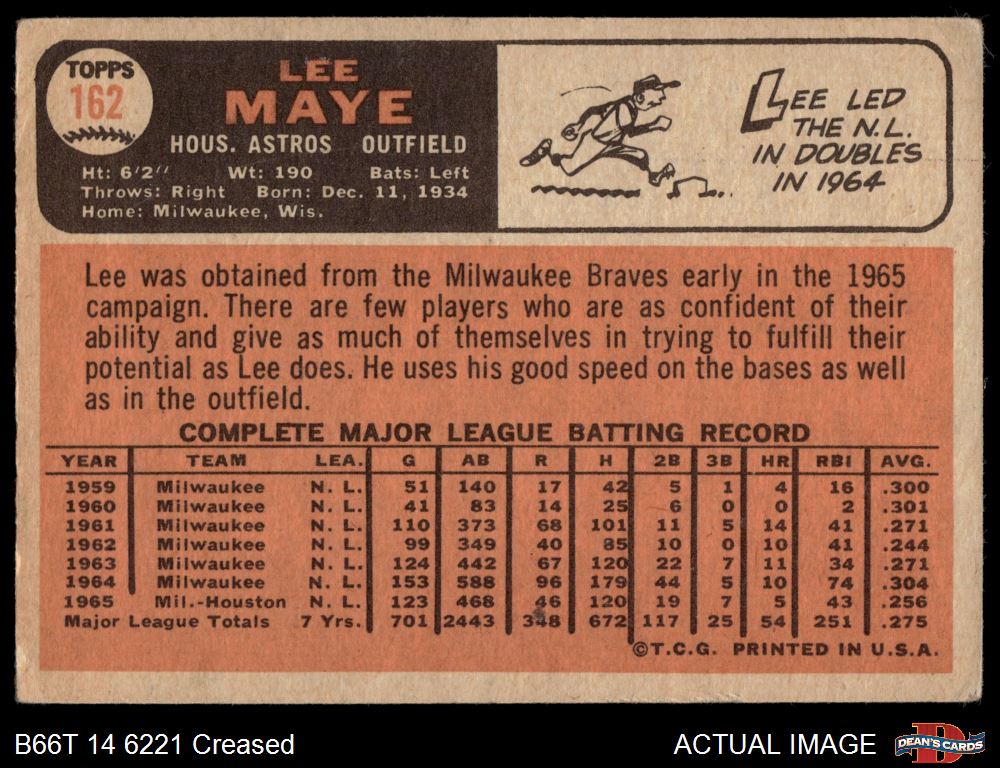 TOPPS
162
LEE
MAYE
HOUS. ASTROS OUTFIELD
Ht: 6'2" Wt: 190 Bats: Left
Throws: Right Born: Dec. 11, 1934
Home: Milwaukee, Wis.
LEE LED
THE N.L.
IN DOUBLES
IN 1964
Lee was obtained from the Milwaukee Braves early in the 1965
campaign. There are few players who are as confident of their
ability and give as much of themselves in trying to fulfill their
potential as Lee does. He uses his good speed on the bases as well
as in the outfield.
COMPLETE MAJOR LEAGUE BATTING RECORD
YEAR TEAM LEA. G AB R H 2B 3B HR RBI AVG.
1959 Milwaukee N. L. 51 140 17 42 5 1 4 16 .300
1960 Milwaukee N. L. 41 83 14 25 6 0 0 2 .301
1961 Milwaukee N. L. 110 373 68 101 11 5 14 41 .271
1962 Milwaukee N. L. 99 349 40 85 10 0 10 41 .244
1963 Milwaukee N. L. 124 442 67 120 22 7 11 34 .271
1964 Milwaukee N. L. 153 588 96 179 44 5 10 74 .304
1965 Mil.-Houston N. L. 123 468 46 120 19 7 5 43 .256
Major League Totals 7 Yrs. 701 2443 348 672 117 25 54 251 .275
©T.C.G. PRINTED IN U.S.A.
B66T 14 6221 Creased
ACTUAL IMAGE
DEAN'S CARDS